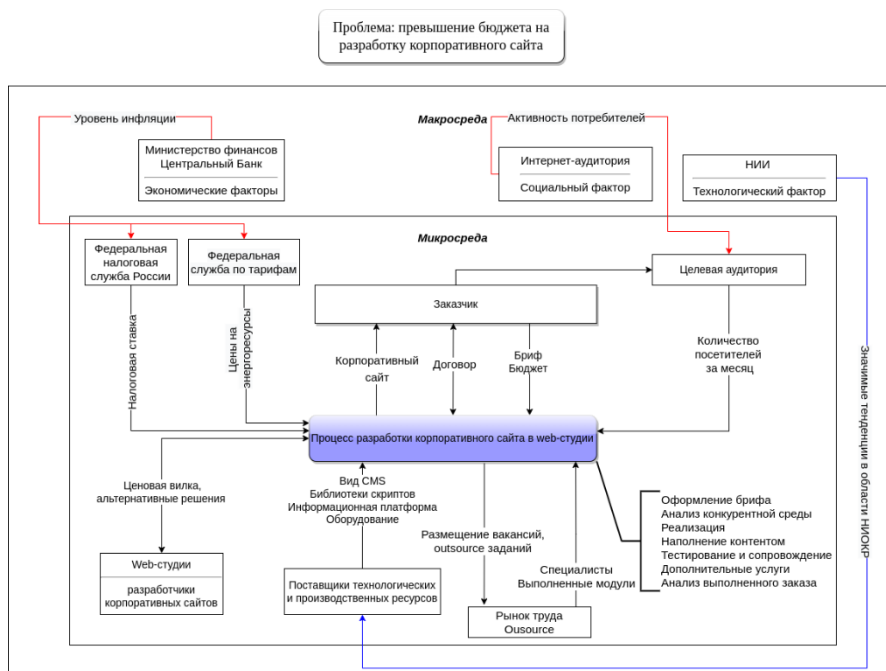 Проблема: превышение бюджета на
разработку корпоративного сайта
Уровень инфляции
Макросреда
Активность потребителей
Министерство финансов
Центральный Банк
Экономические факторы
Интернет-аудитория
Социальный фактор
НИИ
Технологический фактор
Микросреда
Федеральная
налоговая
служба России
Федеральная
служба по тарифам
Целевая аудитория
Заказчик
Налоговая ставка
Цены на
энергоресурсы
Корпоративный
сайт
Договор
Бриф
Бюджет
Количество
посетителей
за месяц
Значимые тенденции в области НИОКР
Процесс разработки корпоративного сайта в web-студии
Ценовая вилка,
альтернативные решения
Вид CMS
Библиотеки скриптов
Информационная платформа
Оборудование
Размещение вакансий,
outsource заданий
Специалисты
Выполненные модули
Оформление брифа
Анализ конкурентной среды
Реализация
Наполнение контентом
Тестирование и сопровождение
Дополнительные услуги
Анализ выполненного заказа
Web-студии
разработчики
корпоративных сайтов
Поставщики технологических
и производственных ресурсов
Рынок труда
Ousource